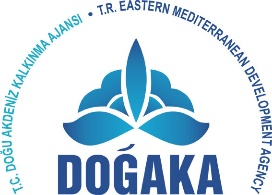 T.C. DOĞU AKDENİZ KALKINMA AJANSI • T.R. EASTERN MEDITERRANEAN DEVELOPMENT AGENCY
DOĞAKA